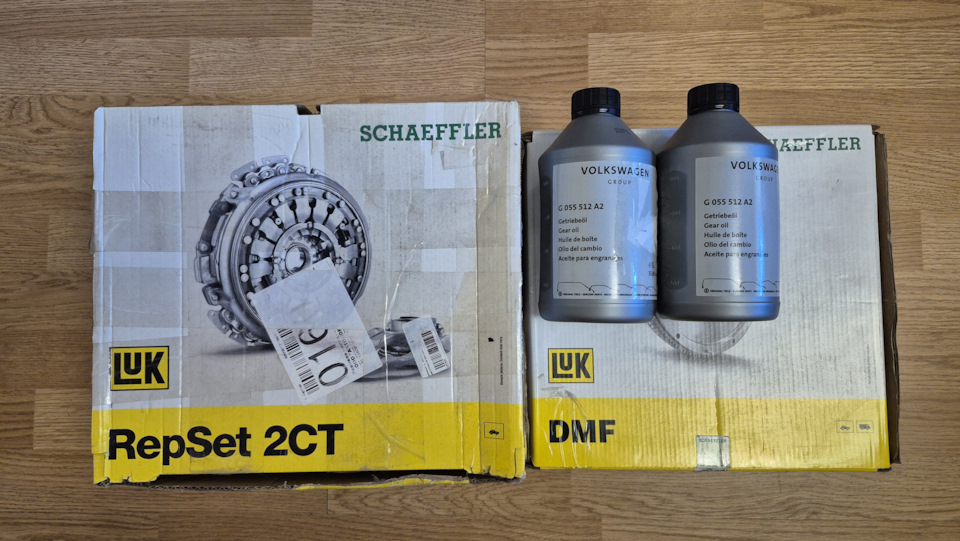 SCHAEFFLER
LUK
RepSet 2CT
016
HAEFFLER
LUK
DMF
SCHAEFFLER
VOLKSWAGEN
GROUP
G 055 512 A2
Getriebeöl
Gear oil
Huile de boîte
Olio del cambio
Aceite para engranajes
VOLKSWAGEN
GROUP
G 055 512 A2
Getriebeöl
Gear oil
Huile de boîte
Olio del cambio
Aceite para engranajes